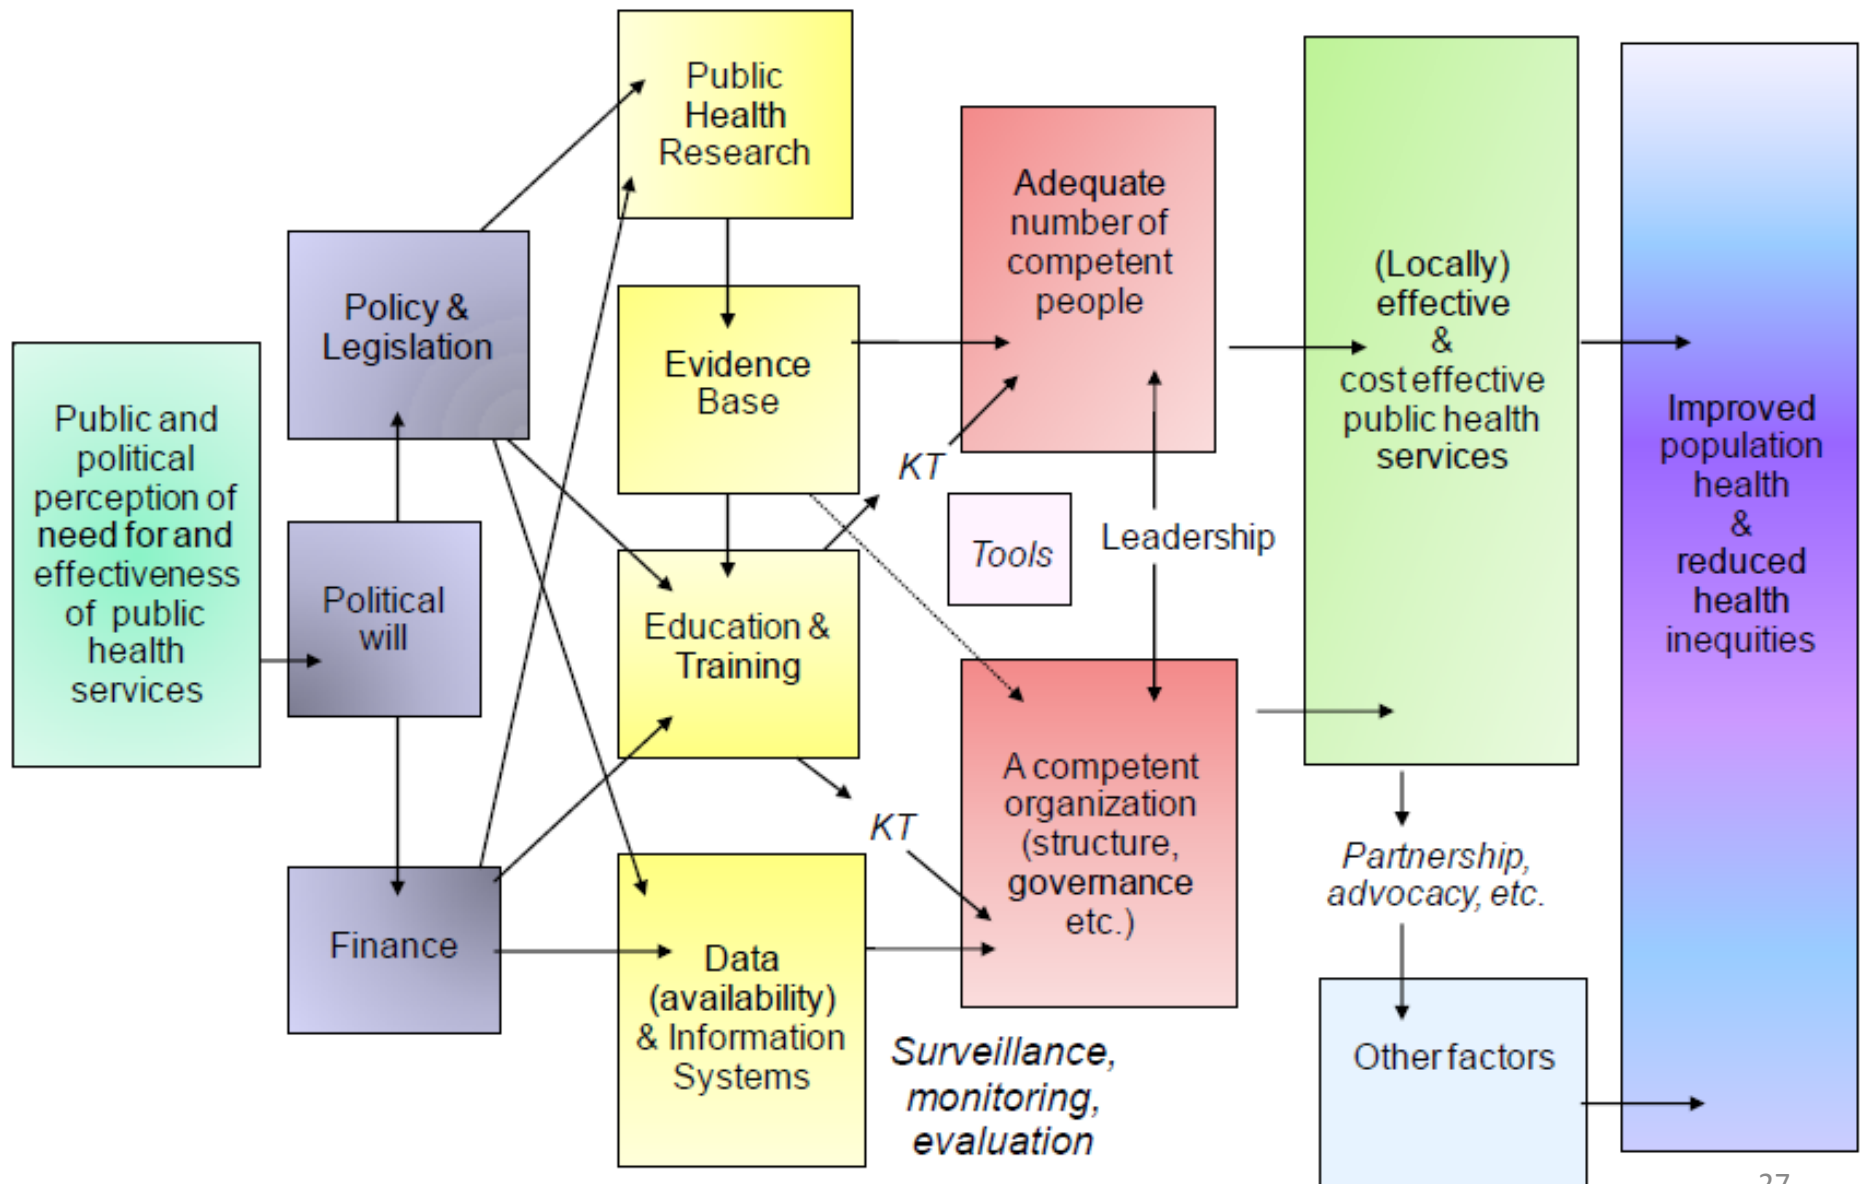 Public and
political
perception of
need for and
effectiveness
of public
health
services
Policy &
Legislation
Political
will
Finance
Public
Health
Research
Evidence
Base
Education &
Training
Data
(availability)
& Information
Systems
KT
KT
Surveillance,
monitoring,
evaluation
Adequate
number of
competent
people
Tools
Leadership
A competent
organization
(structure,
governance
etc.)
(Locally)
effective
&
cost effective
public health
services
Partnership,
advocacy, etc.
Other factors
Improved
population
health
&
reduced
health
inequities
27